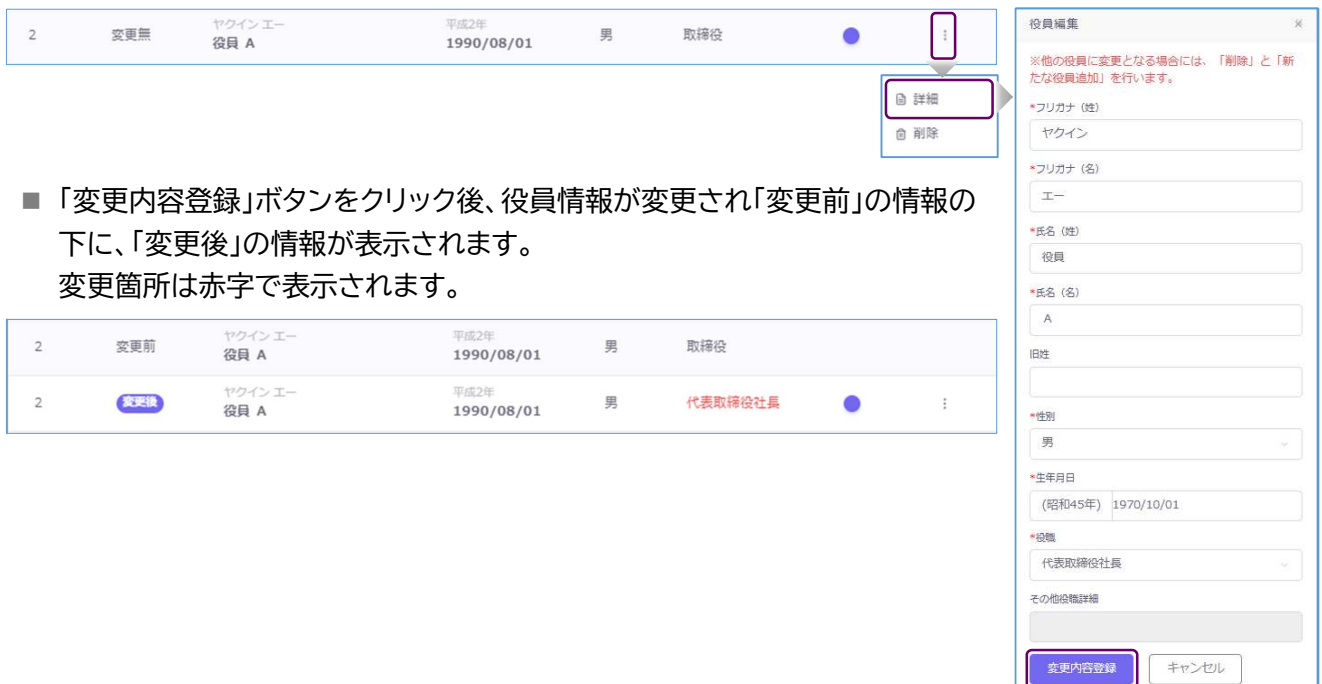 2 変更無 ヤクイン エー 役員 A 平成2年 1990/08/01 男 取締役
詳細
削除
■ 「変更内容登録」ボタンをクリック後、役員情報が変更され「変更前」の情報の
下に、「変更後」の情報が表示されます。
変更箇所は赤字で表示されます。
2 変更前 ヤクイン エー 役員 A 平成2年 1990/08/01 男 取締役
2 変更後 ヤクイン エー 役員 A 平成2年 1990/08/01 男 代表取締役社長
役員編集
※他の役員に変更となる場合には、「削除」と「新
たな役員追加」を行います。
*フリガナ (姓)
ヤクイン
*フリガナ (名)
エー
*氏名 (姓)
役員
*氏名 (名)
A
旧姓
*性別
男
*生年月日
(昭和45年) 1970/10/01
*役職
代表取締役社長
その他役職詳細
変更内容登録 キャンセル